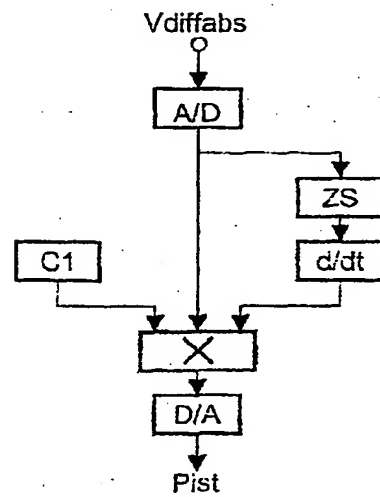 Vdiffabs
A/D
ZS
C1
d/dt
X
D/A
Pist